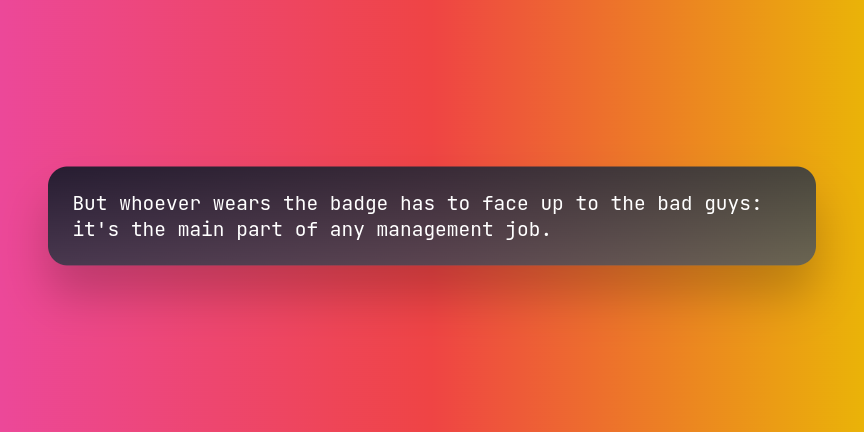 But whoever wears the badge has to face up to the bad guys:
it's the main part of any management job.